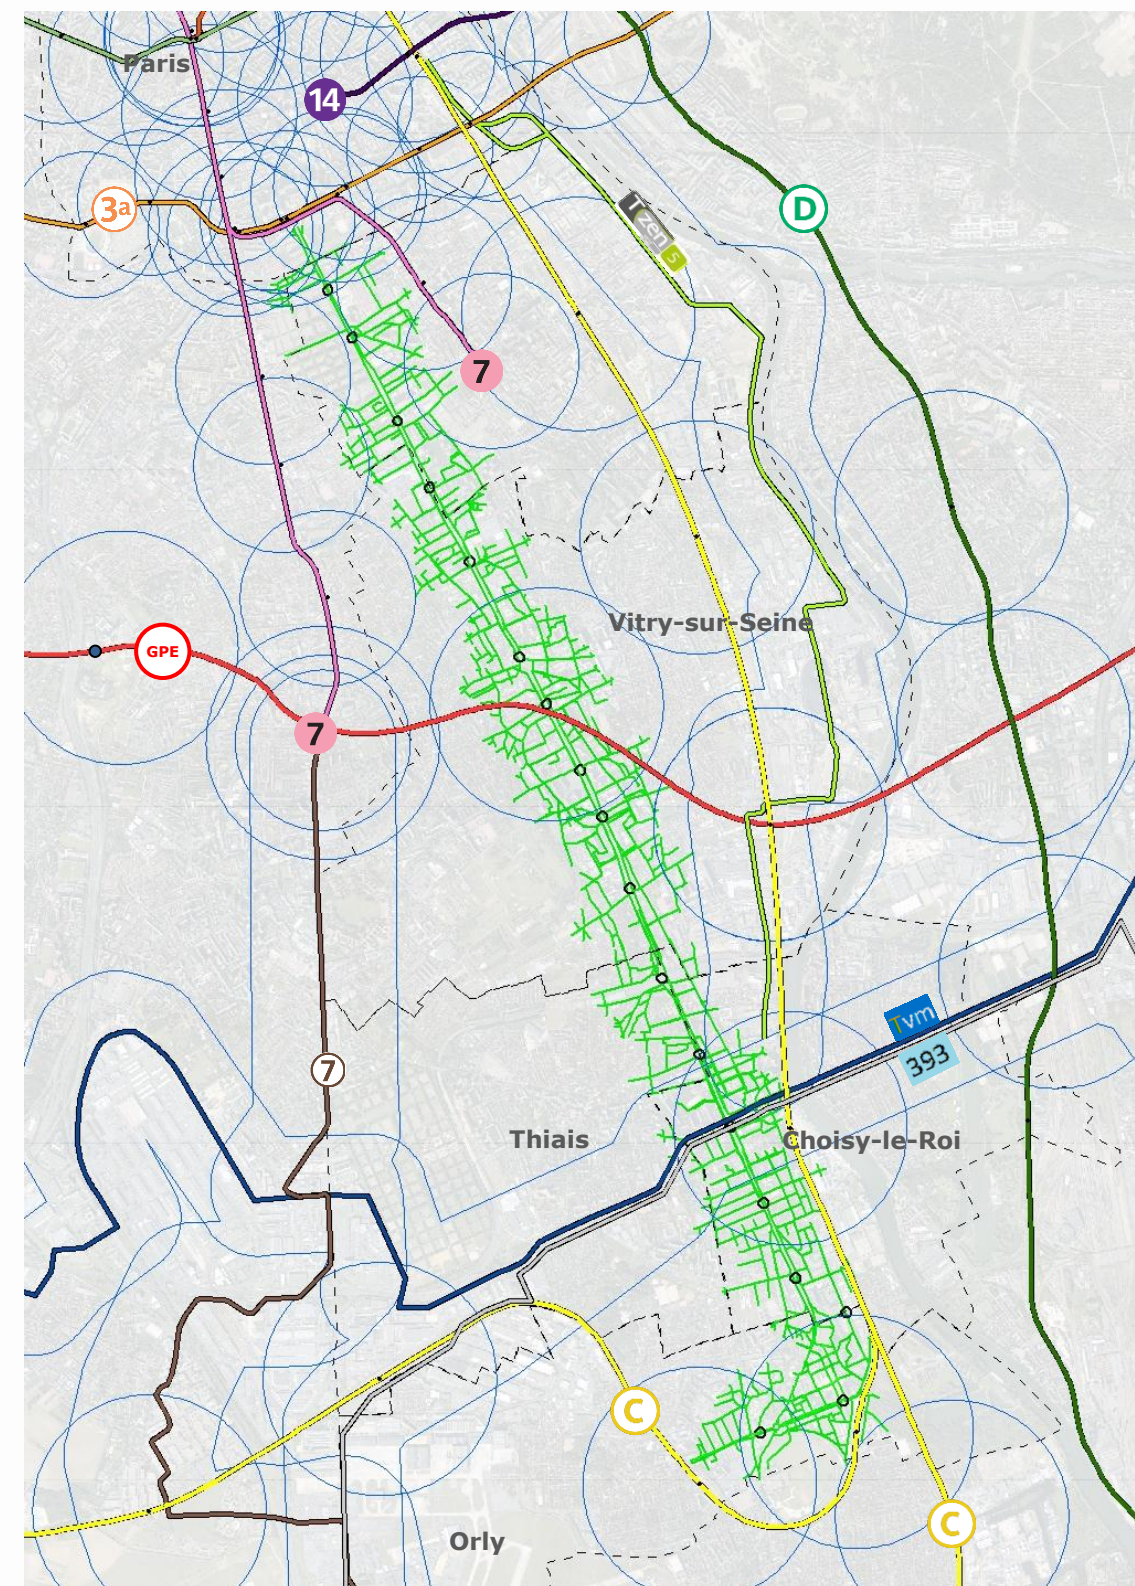 Paris
14
3a
D
T zen 5
7
Vitry-sur-Seine
GPE
7
Tvm
393
7
Thiais
Choisy-le-Roi
C
C
Orly